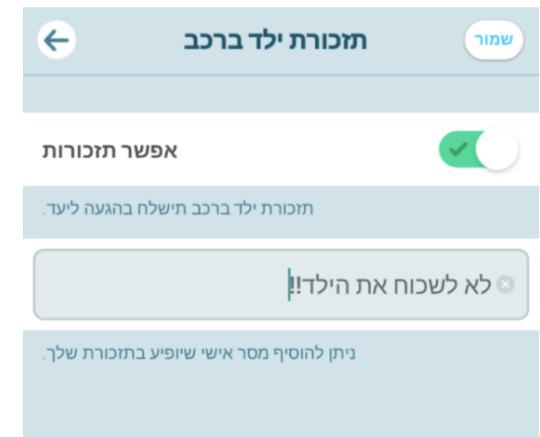 תזכורת ילד ברכב
שמור
אפשר תזכורות
תזכורת ילד ברכב תישלח בהגעה ליעד.
לא לשכוח את הילד!!
ניתן להוסיף מסר אישי שיופיע בתזכורת שלך.